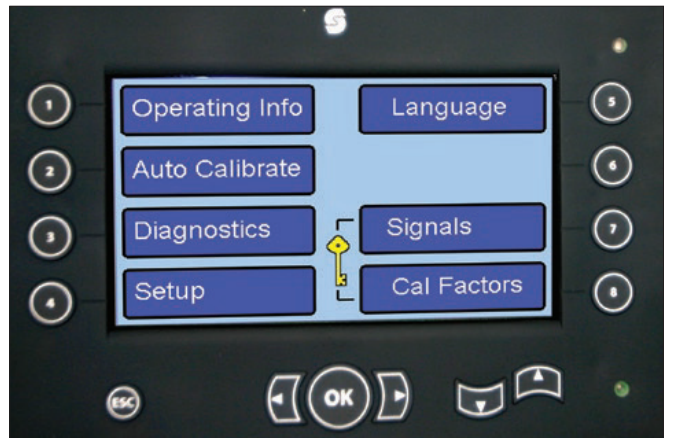 S
1
Operating Info
Language
5
2
Auto Calibrate
6
3
Diagnostics
Signals
7
4
Setup
Cal Factors
8
ESC
OK